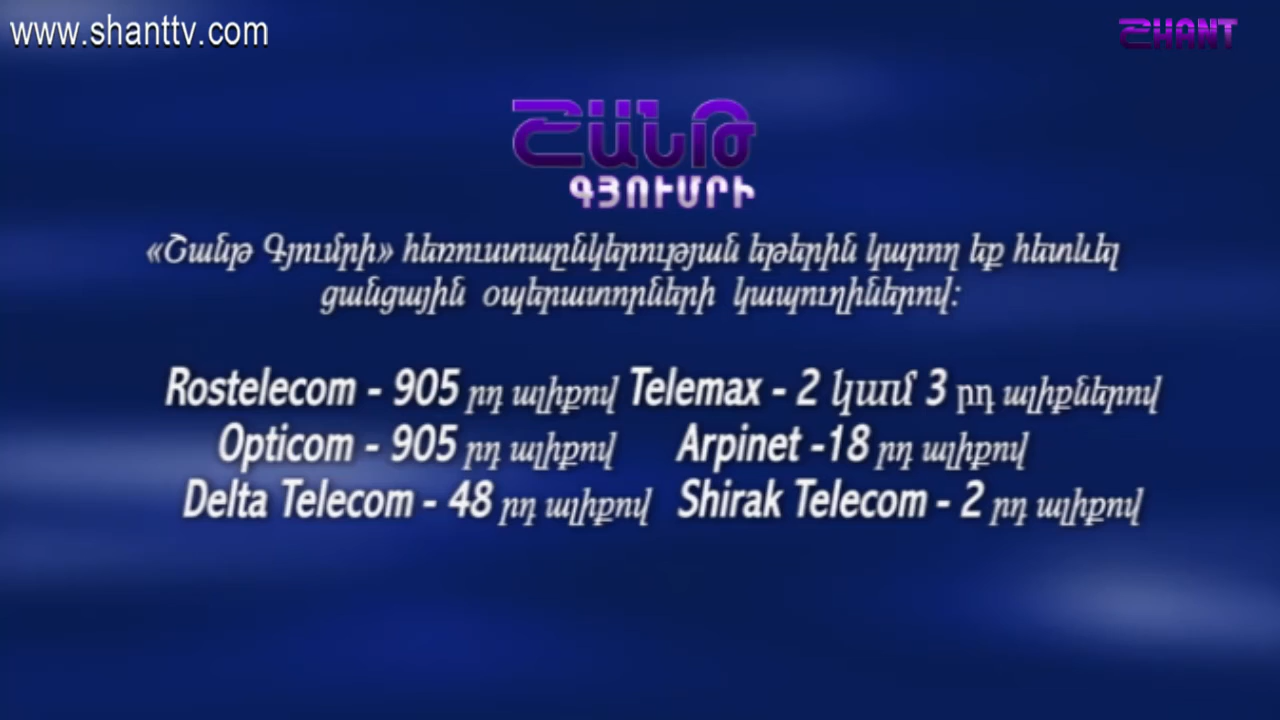 www.shanttv.com
SHANT
ՇԱՆԹ
ԳՅՈՒՄՐԻ
«Շանթ Գյումրի» հեռուստաընկերության եթերին կարող եք հետևել
ցանցային օպերատորների կապուղիներով:
Rostelecom - 905 րդ ալիքով Telemax - 2 կամ 3 րդ ալիքներով
Opticom - 905 րդ ալիքով Arpinet -18 րդ ալիքով
Delta Telecom - 48 րդ ալիքով Shirak Telecom - 2 րդ ալիքով